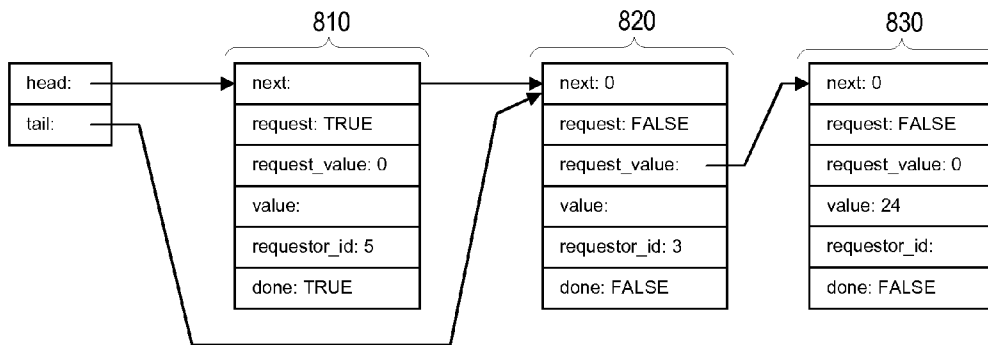 810
820
830
head:
tail:
next:
request: TRUE
request_value: 0
value:
requestor_id: 5
done: TRUE
next: 0
request: FALSE
request_value:
value:
requestor_id: 3
done: FALSE
next: 0
request: FALSE
request_value: 0
value: 24
requestor_id:
done: FALSE